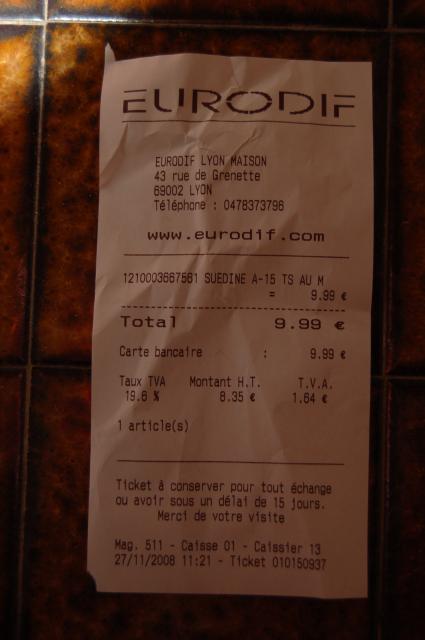 EURODIF
EURODIF LYON MAISON
43 rue de Grenette
69002 LYON
Téléphone : 0478373796
www.eurodif.com
1210003667561 SUEDINE A-15 TS AU M
= 9.99 €
Total 9.99 €
Carte bancaire : 9.99 €
Taux TVA Montant H.T. T.V.A.
19.6 % 8.35 € 1.64 €
1 article(s)
Ticket à conserver pour tout échange
ou avoir sous un délai de 15 jours.
Merci de votre visite
Mag. 511 - Caisse 01 - Caissier 13
27/11/2008 11:21 - Ticket 010150937